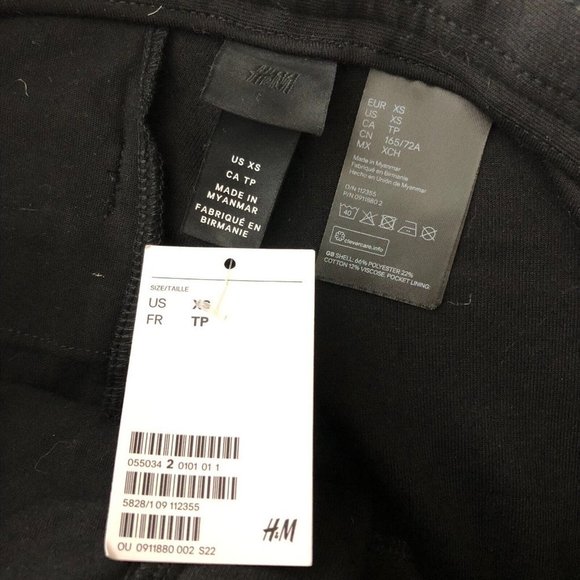 H&M
US XS
CA TP
MADE IN
MYANMAR
FABRIQUÉ EN
BIRMANIE
EUR XS
US XS
CA TP
CN 165/72A
MX XCH
Made in Myanmar
Fabriqué en Birmanie
Hecho en Unión de Myanmar
O/N 112355
P/N 0911880 2
40
clevercare.info
GB SHELL: 66% POLYESTER 22%
COTTON 12% VISCOSE. POCKET LINING:
SIZE/TAILLE
US XS
FR TP
055034 2 0101 01 1
5828/1 09 112355
H&M
OU 0911880 002 S22